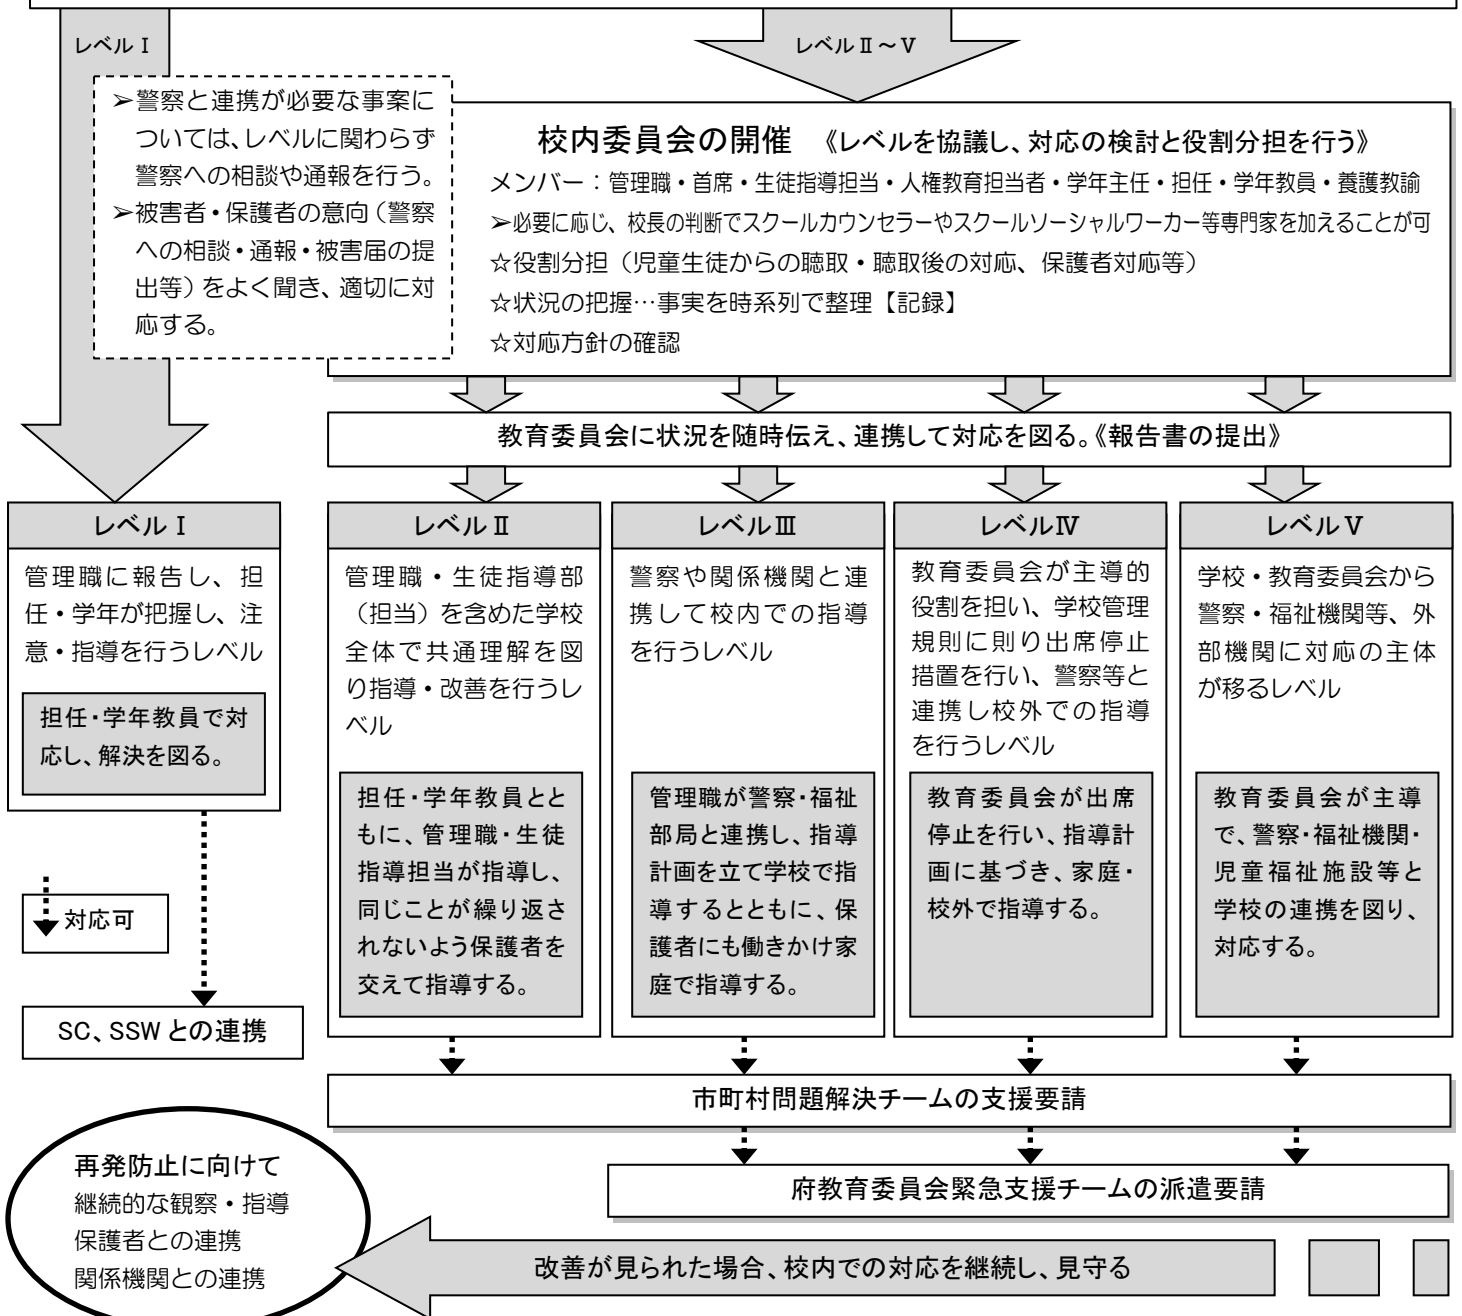 レベルⅠ
レベルⅡ～Ⅴ
➢警察と連携が必要な事案に
ついては、レベルに関わらず
警察への相談や通報を行う。
➢被害者・保護者の意向（警察
への相談・通報・被害届の提
出等）をよく聞き、適切に対
応する。
校内委員会の開催 《レベルを協議し、対応の検討と役割分担を行う》
メンバー：管理職・首席・生徒指導担当・人権教育担当者・学年主任・担任・学年教員・養護教諭
➢必要に応じ、校長の判断でスクールカウンセラーやスクールソーシャルワーカー等専門家を加えることが可
☆役割分担（児童生徒からの聴取・聴取後の対応、保護者対応等）
☆状況の把握…事実を時系列で整理【記録】
☆対応方針の確認
教育委員会に状況を随時伝え、連携して対応を図る。《報告書の提出》
レベルⅠ
管理職に報告し、担
任・学年が把握し、注
意・指導を行うレベル
担任・学年教員で対
応し、解決を図る。
レベルⅡ
管理職・生徒指導部
（担当）を含めた学校
全体で共通理解を図
り指導・改善を行うレ
ベル
担任・学年教員ととも
に、管理職・生徒
指導担当が指導し、
同じことが繰り返さ
れないよう保護者を
交えて指導する。
レベルⅢ
警察や関係機関と連
携して校内での指導
を行うレベル
管理職が警察・福祉
部局と連携し、指導
計画を立て学校で指
導するとともに、保
護者にも働きかけ家
庭で指導する。
レベルⅣ
教育委員会が主導的
役割を担い、学校管理
規則に則り出席停止
措置を行い、警察等と
連携し校外での指導
を行うレベル
教育委員会が出席
停止を行い、指導計
画に基づき、家庭・
校外で指導する。
レベルⅤ
学校・教育委員会から
警察・福祉機関等、外
部機関に対応の主体
が移るレベル
教育委員会が主導
で、警察・福祉機関・
児童福祉施設等と
学校の連携を図り、
対応する。
対応可
SC、SSWとの連携
市町村問題解決チームの支援要請
府教育委員会緊急支援チームの派遣要請
再発防止に向けて
継続的な観察・指導
保護者との連携
関係機関との連携
改善が見られた場合、校内での対応を継続し、見守る